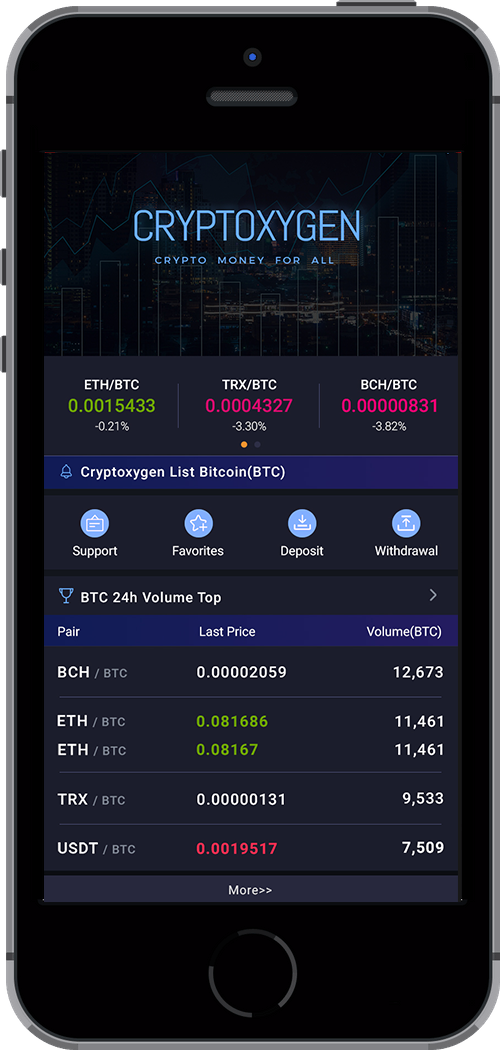 CRYPTOXYGEN
CRYPTO MONEY FOR ALL
ETH/BTC TRX/BTC BCH/BTC
0.0015433 0.0004327 0.00000831
-0.21% -3.30% -3.82%
Cryptoxygen List Bitcoin(BTC)
Support Favorites Deposit Withdrawal
BTC 24h Volume Top
Pair Last Price Volume(BTC)
BCH / BTC 0.00002059 12,673
ETH / BTC 0.081686 11,461
ETH / BTC 0.08167 11,461
TRX / BTC 0.00000131 9,533
USDT / BTC 0.0019517 7,509
More>>